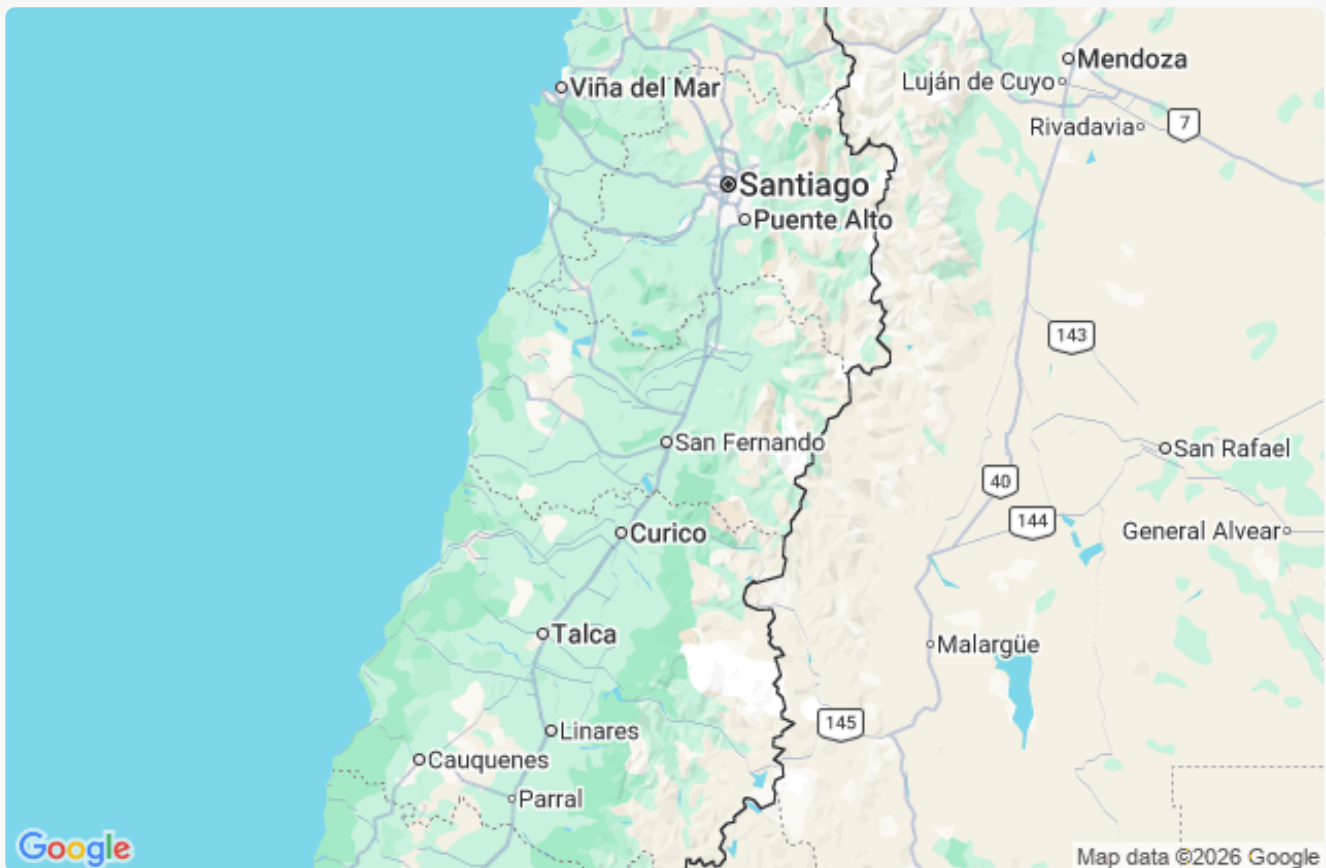 Mendoza
Viña del Mar
Luján de Cuyo
Rivadavia
7
Santiago
Puente Alto
143
San Fernando
San Rafael
40
144
Curico
General Alvear
Talca
Malargüe
145
Linares
Cauquenes
Parral
Google
Map data ©2026 Google